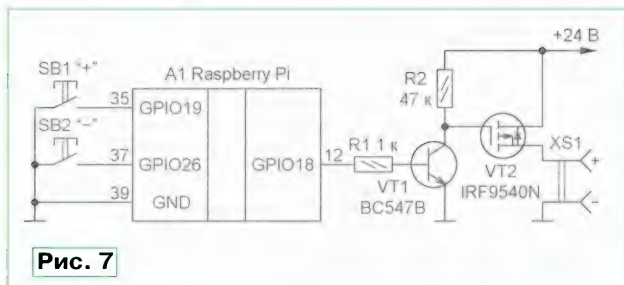 +24 В
SB1 "+"
A1 Raspberry Pi
R2
47 к
35
GPIO19
XS1
SB2 "–"
37
GPIO26
GPIO18
12
R1 1 к
+
VT2
IRF9540N
39
GND
VT1
BC547B
–
Рис. 7